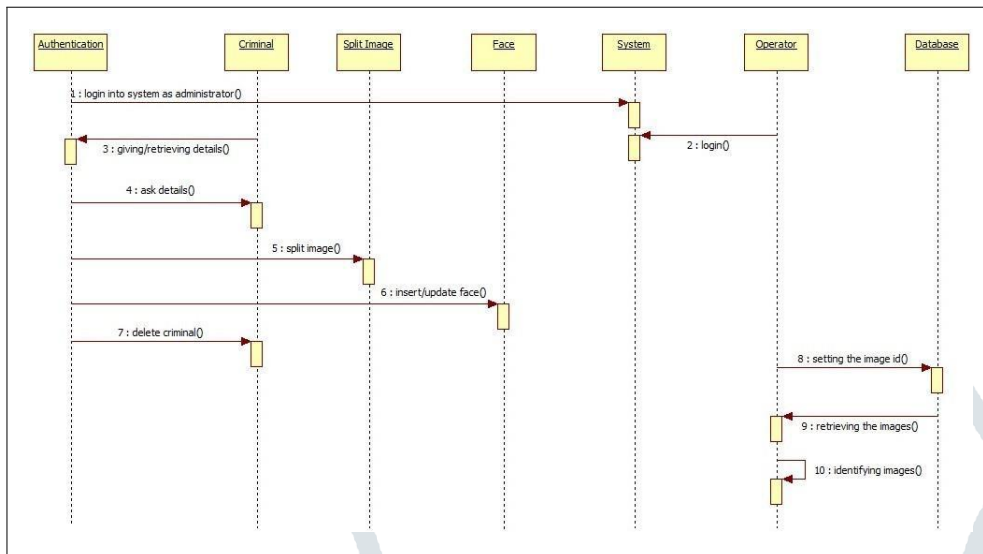 Authentication
Criminal
Split Image
Face
System
Operator
Database
1 : login into system as administrator()
2 : login()
3 : giving/retrieving details()
4 : ask details()
5 : split image()
6 : insert/update face()
7 : delete criminal()
8 : setting the image id()
9 : retrieving the images()
10 : identifying images()